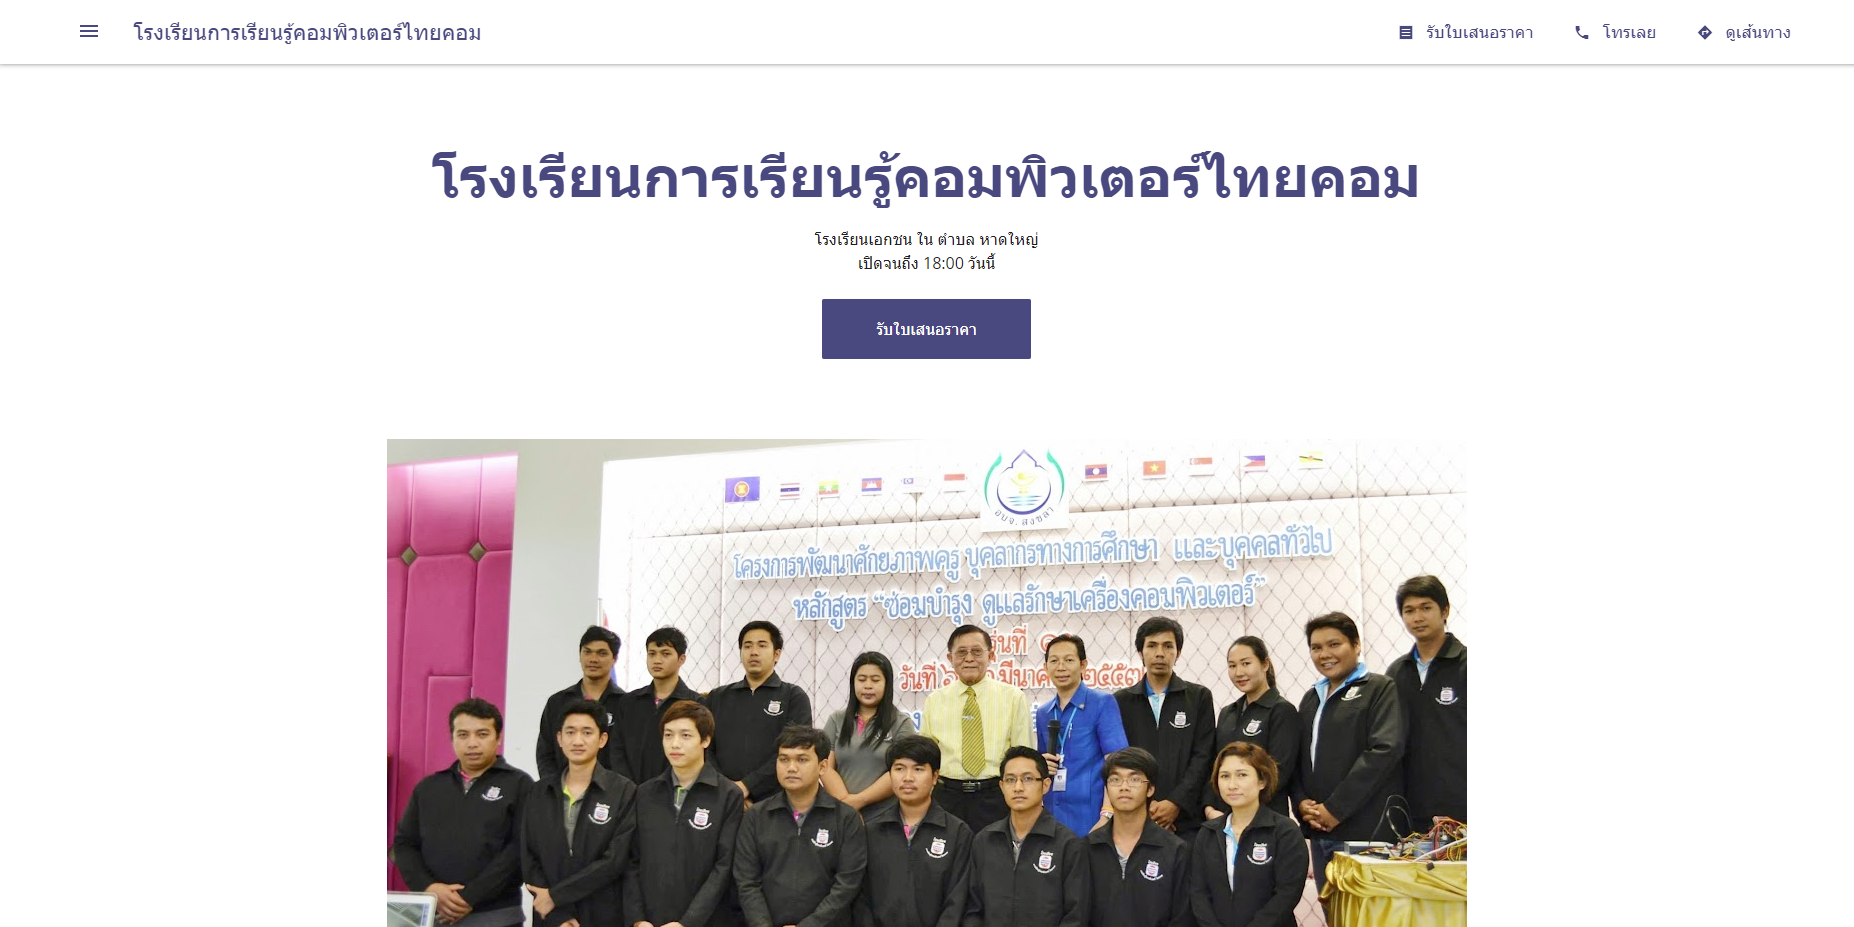 โรงเรียนการเรียนรู้คอมพิวเตอร์ไทยคอม
รับใบเสนอราคา
โทรเลย
ดูเส้นทาง
โรงเรียนการเรียนรู้คอมพิวเตอร์ไทยคอม
โรงเรียนเอกชน ใน ตำบล หาดใหญ่
เปิดจนถึง 18:00 วันนี้
รับใบเสนอราคา
อบจ. สงขลา
โครงการพัฒนาศักยภาพครู บุคลากรทางการศึกษา และบุคคลทั่วไป
หลักสูตร “ซ่อมบำรุง ดูแลรักษาเครื่องคอมพิวเตอร์”
รุ่นที่ ๑
วันที่ มีนาคม ๒๕๕๗